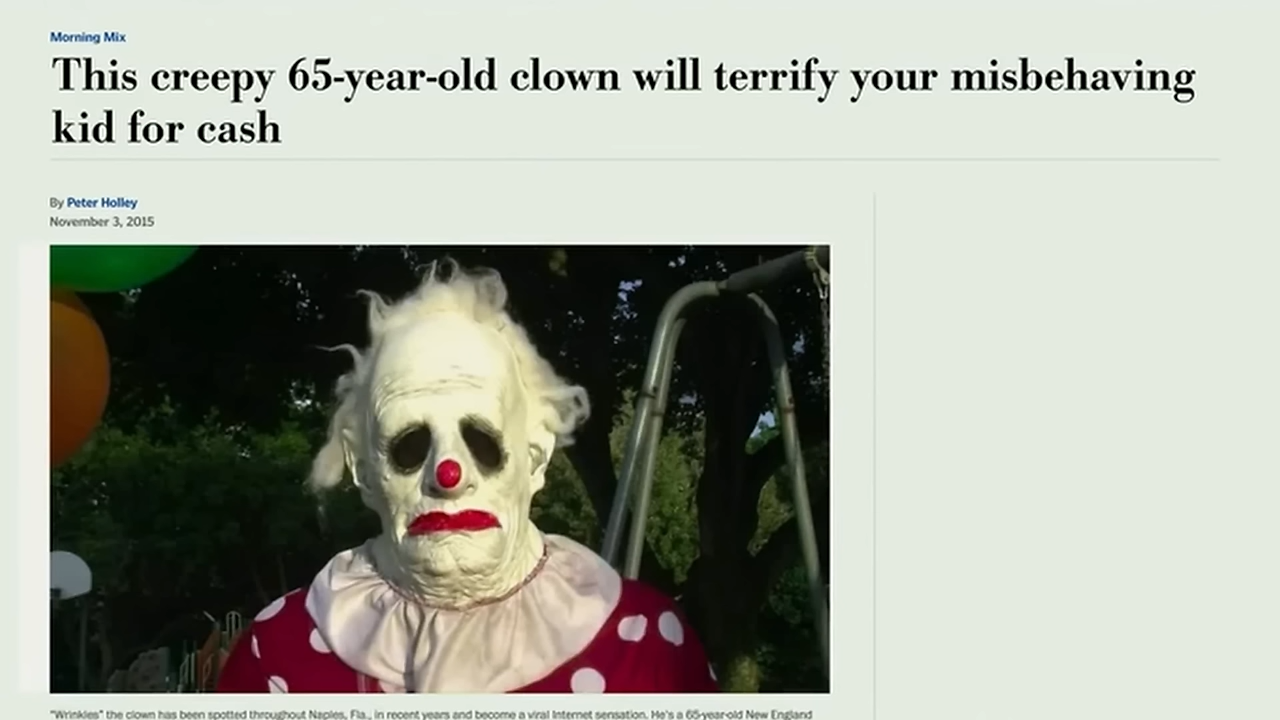 Morning Mix
This creepy 65-year-old clown will terrify your misbehaving
kid for cash
By Peter Holley
November 3, 2015
"Wrinkles" the clown has been spotted throughout Naples, Fla., in recent years and become a viral Internet sensation. He's a 65-year-old New England